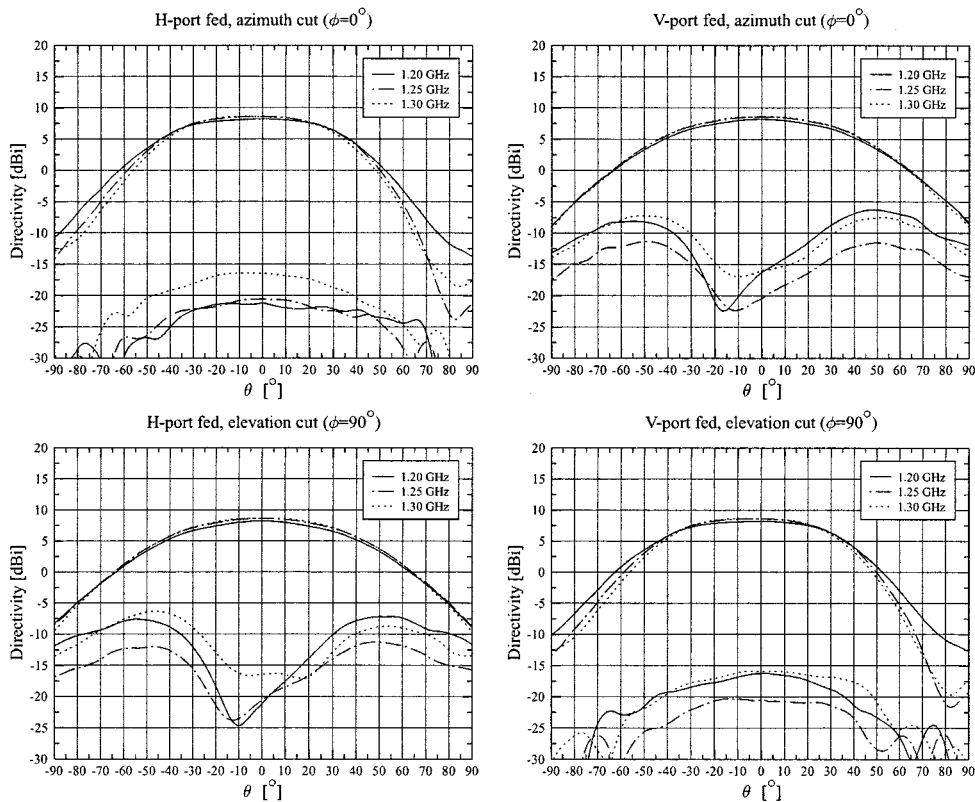 H-port fed, azimuth cut (ϕ=0°)
20
15
10
5
0
-5
-10
-15
-20
-25
-30
Directivity [dBi]
1.20 GHz
1.25 GHz
1.30 GHz
-90 -80 -70 -60 -50 -40 -30 -20 -10 0 10 20 30 40 50 60 70 80 90
θ [°]
V-port fed, azimuth cut (ϕ=0°)
20
15
10
5
0
-5
-10
-15
-20
-25
-30
Directivity [dBi]
1.20 GHz
1.25 GHz
1.30 GHz
-90 -80 -70 -60 -50 -40 -30 -20 -10 0 10 20 30 40 50 60 70 80 90
θ [°]
H-port fed, elevation cut (ϕ=90°)
20
15
10
5
0
-5
-10
-15
-20
-25
-30
Directivity [dBi]
1.20 GHz
1.25 GHz
1.30 GHz
-90 -80 -70 -60 -50 -40 -30 -20 -10 0 10 20 30 40 50 60 70 80 90
θ [°]
V-port fed, elevation cut (ϕ=90°)
20
15
10
5
0
-5
-10
-15
-20
-25
-30
Directivity [dBi]
1.20 GHz
1.25 GHz
1.30 GHz
-90 -80 -70 -60 -50 -40 -30 -20 -10 0 10 20 30 40 50 60 70 80 90
θ [°]